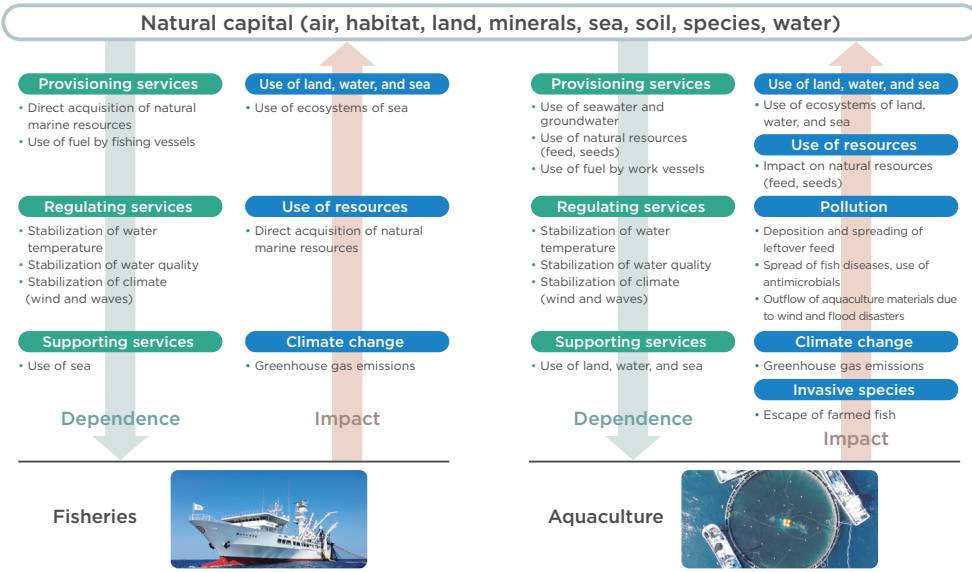 Natural capital (air, habitat, land, minerals, sea, soil, species, water)
Provisioning services
• Direct acquisition of natural
marine resources
• Use of fuel by fishing vessels
Regulating services
• Stabilization of water
temperature
• Stabilization of water quality
• Stabilization of climate
(wind and waves)
Supporting services
• Use of sea
Dependence
Use of land, water, and sea
• Use of ecosystems of sea
Use of resources
• Direct acquisition of natural
marine resources
Climate change
• Greenhouse gas emissions
Impact
Fisheries
Provisioning services
• Use of seawater and
groundwater
• Use of natural resources
(feed, seeds)
• Use of fuel by work vessels
Regulating services
• Stabilization of water
temperature
• Stabilization of water quality
• Stabilization of climate
(wind and waves)
Supporting services
• Use of land, water, and sea
Dependence
Use of land, water, and sea
• Use of ecosystems of land,
water, and sea
Use of resources
• Impact on natural resources
(feed, seeds)
Pollution
• Deposition and spreading of
leftover feed
• Spread of fish diseases, use of
antimicrobials
• Outflow of aquaculture materials due
to wind and flood disasters
Climate change
• Greenhouse gas emissions
Invasive species
• Escape of farmed fish
Impact
Aquaculture